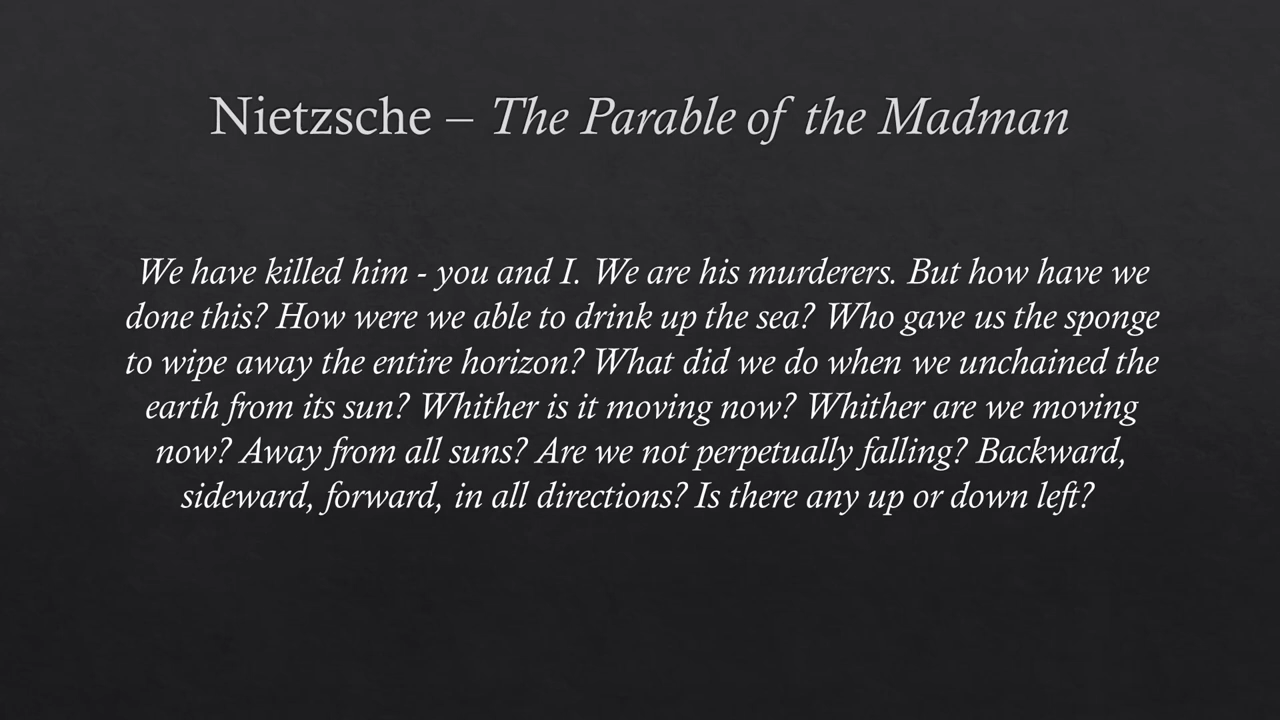 Nietzsche – The Parable of the Madman
We have killed him - you and I. We are his murderers. But how have we
done this? How were we able to drink up the sea? Who gave us the sponge
to wipe away the entire horizon? What did we do when we unchained the
earth from its sun? Whither is it moving now? Whither are we moving
now? Away from all suns? Are we not perpetually falling? Backward,
sideward, forward, in all directions? Is there any up or down left?